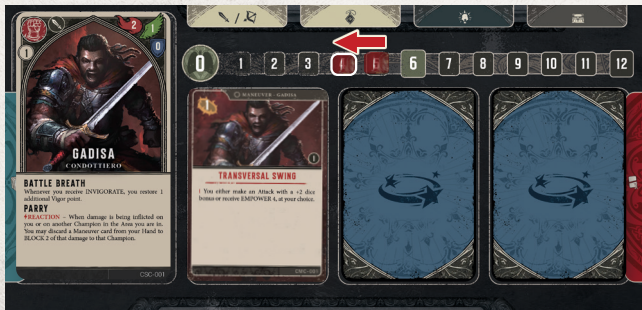 2
1
1
0
0 1 2 3 4 5 6 7 8 9 10 11 12
GADISA
CONDOTTIERO
BATTLE BREATH
Whenever you receive INVIGORATE, you restore 1
additional Vigor point.
PARRY
REACTION - When damage is being inflicted on
you or on another Champion in the Area you are in.
You may discard a Maneuver card from your Hand to
BLOCK 2 of that damage to that Champion.
CSC-001
1
MANEUVER - GADISA
1
TRANSVERSAL SWING
1 You either make an Attack with a +2 dice
bonus or receive EMPOWER 4, at your choice.
CSC-001